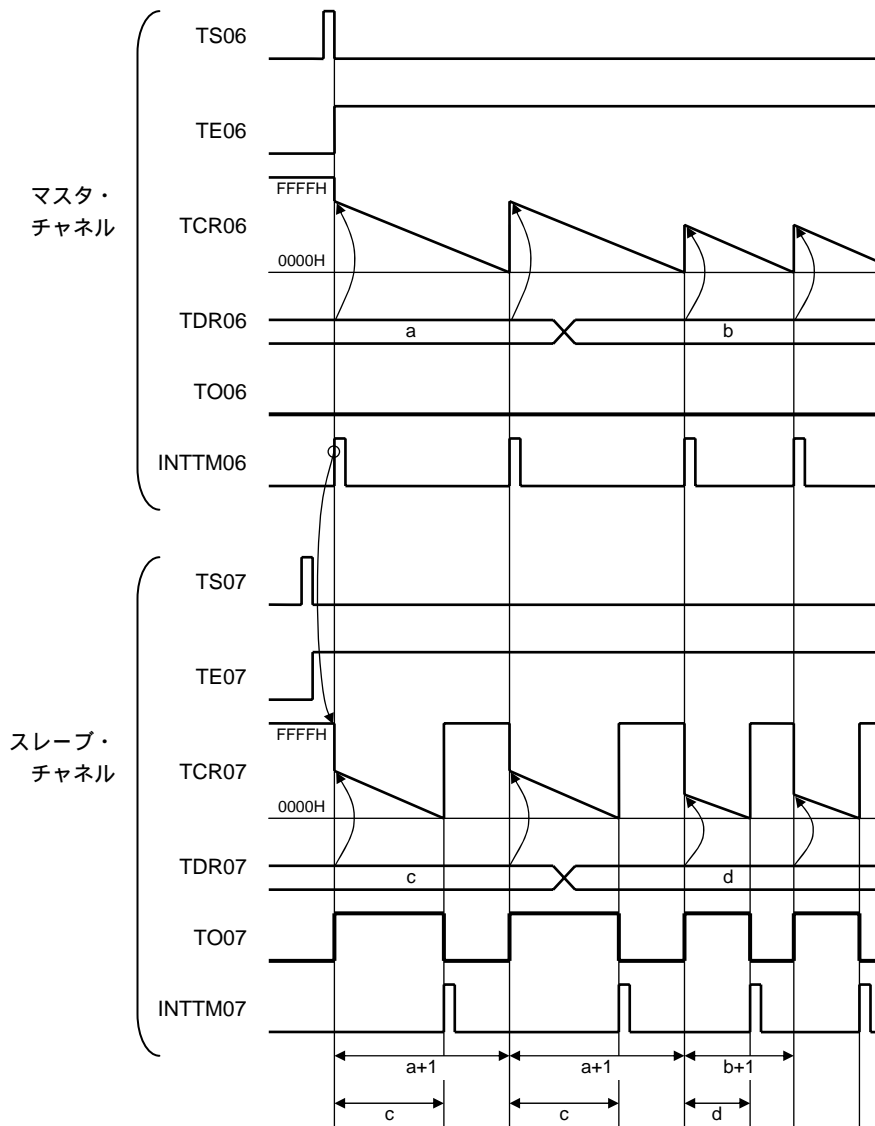 TS06
TE06
マスタ・
チャネル
FFFFH
TCR06
0000H
TDR06
a
b
TO06
INTTM06
TS07
TE07
スレーブ・
チャネル
FFFFH
TCR07
0000H
TDR07
c
d
TO07
INTTM07
a+1
a+1
b+1
c
c
d